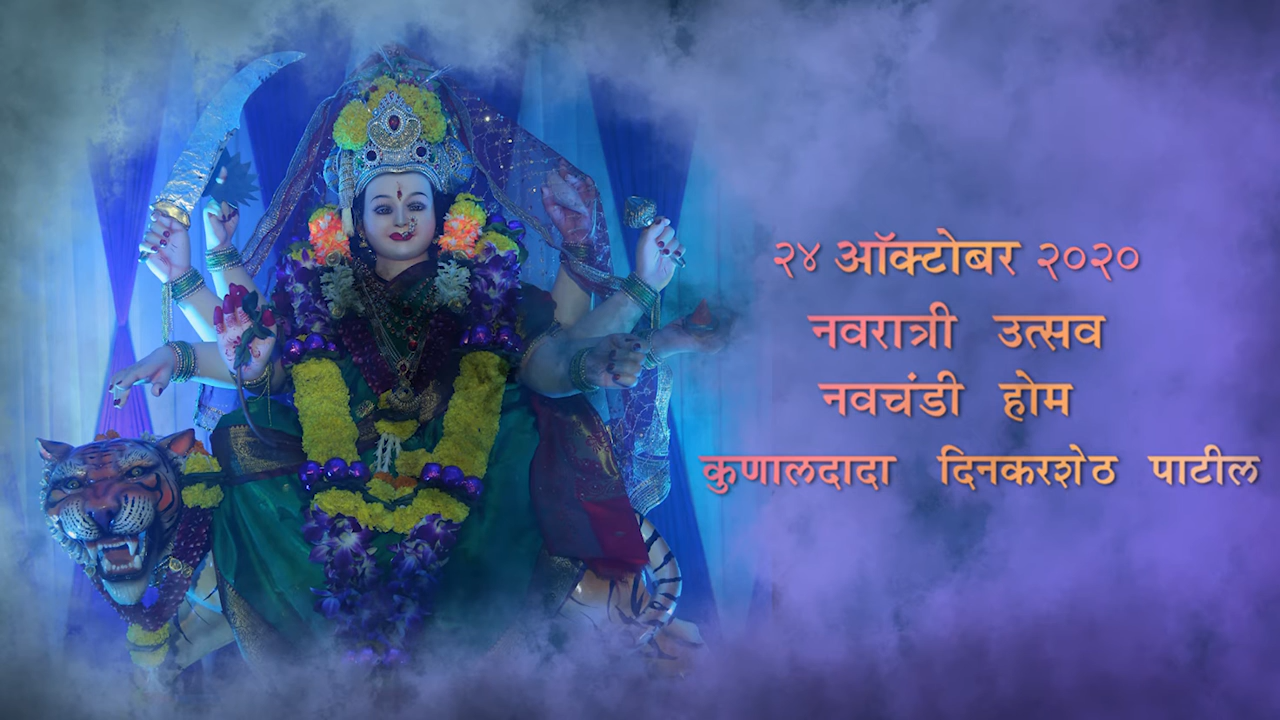 २४ ऑक्टोबर २०२०
नवरात्री उत्सव
नवचंडी होम
कुणालदादा दिनकरशेठ पाटील